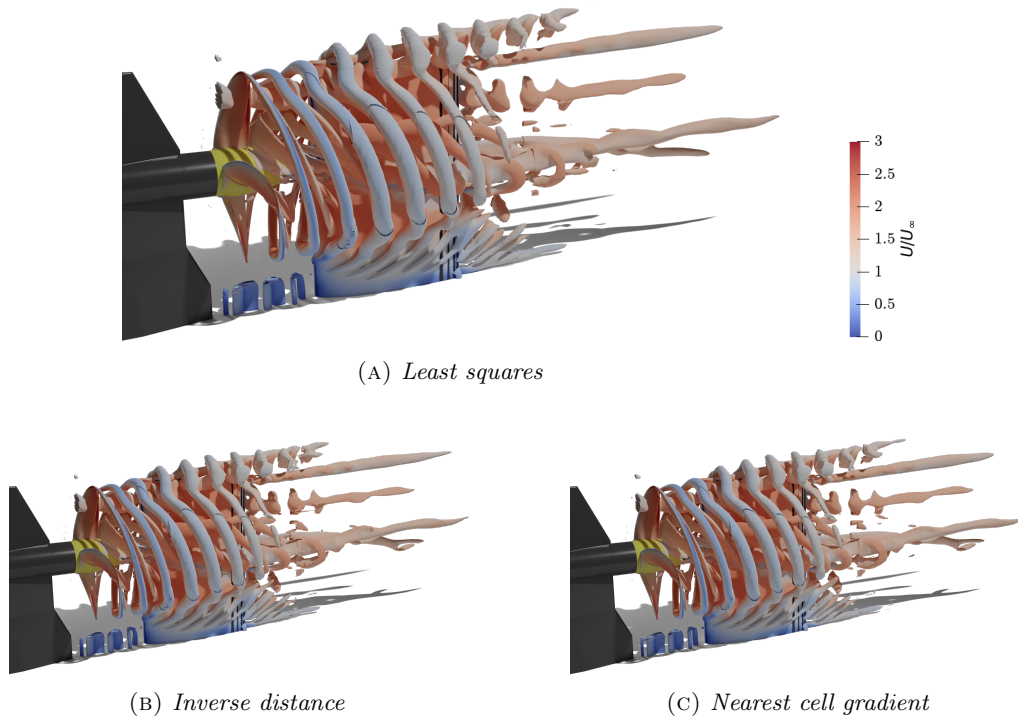 3
2.5
2
1.5
1
0.5
0
U/U∞
(A) Least squares
(B) Inverse distance
(C) Nearest cell gradient